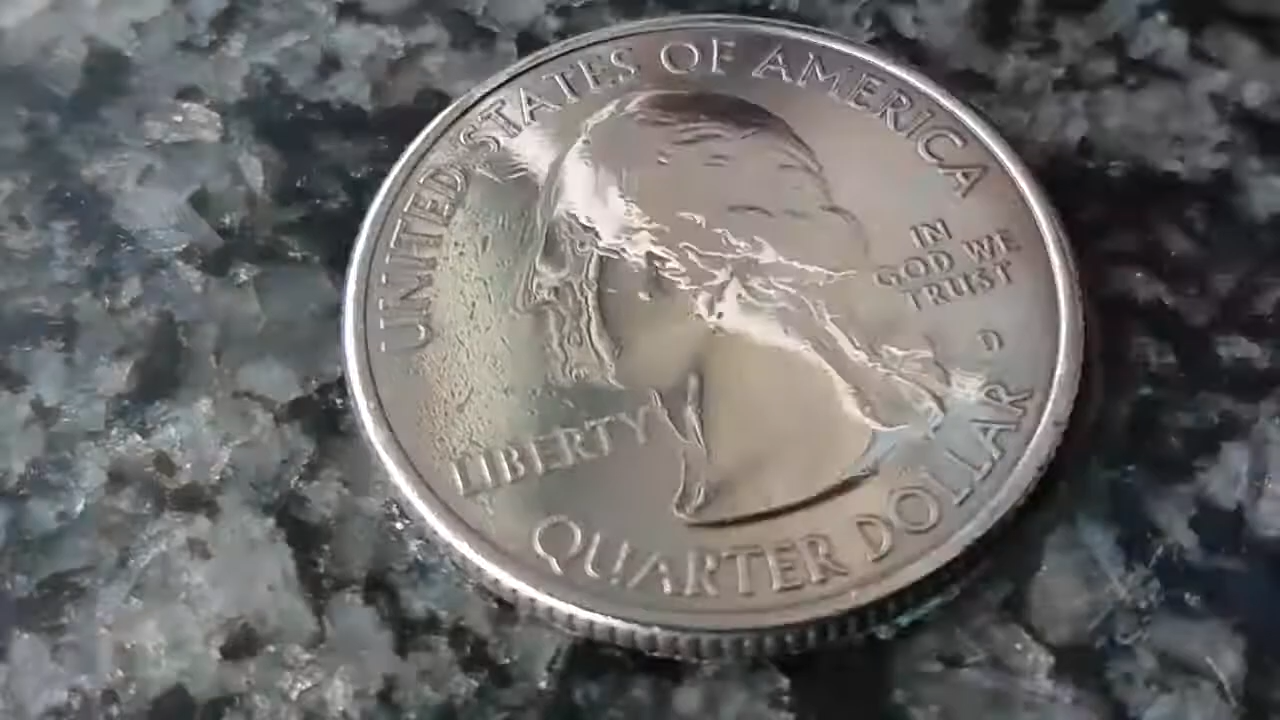 UNITED STATES OF AMERICA
IN
GOD WE
TRUST
D
LIBERTY
QUARTER DOLLAR